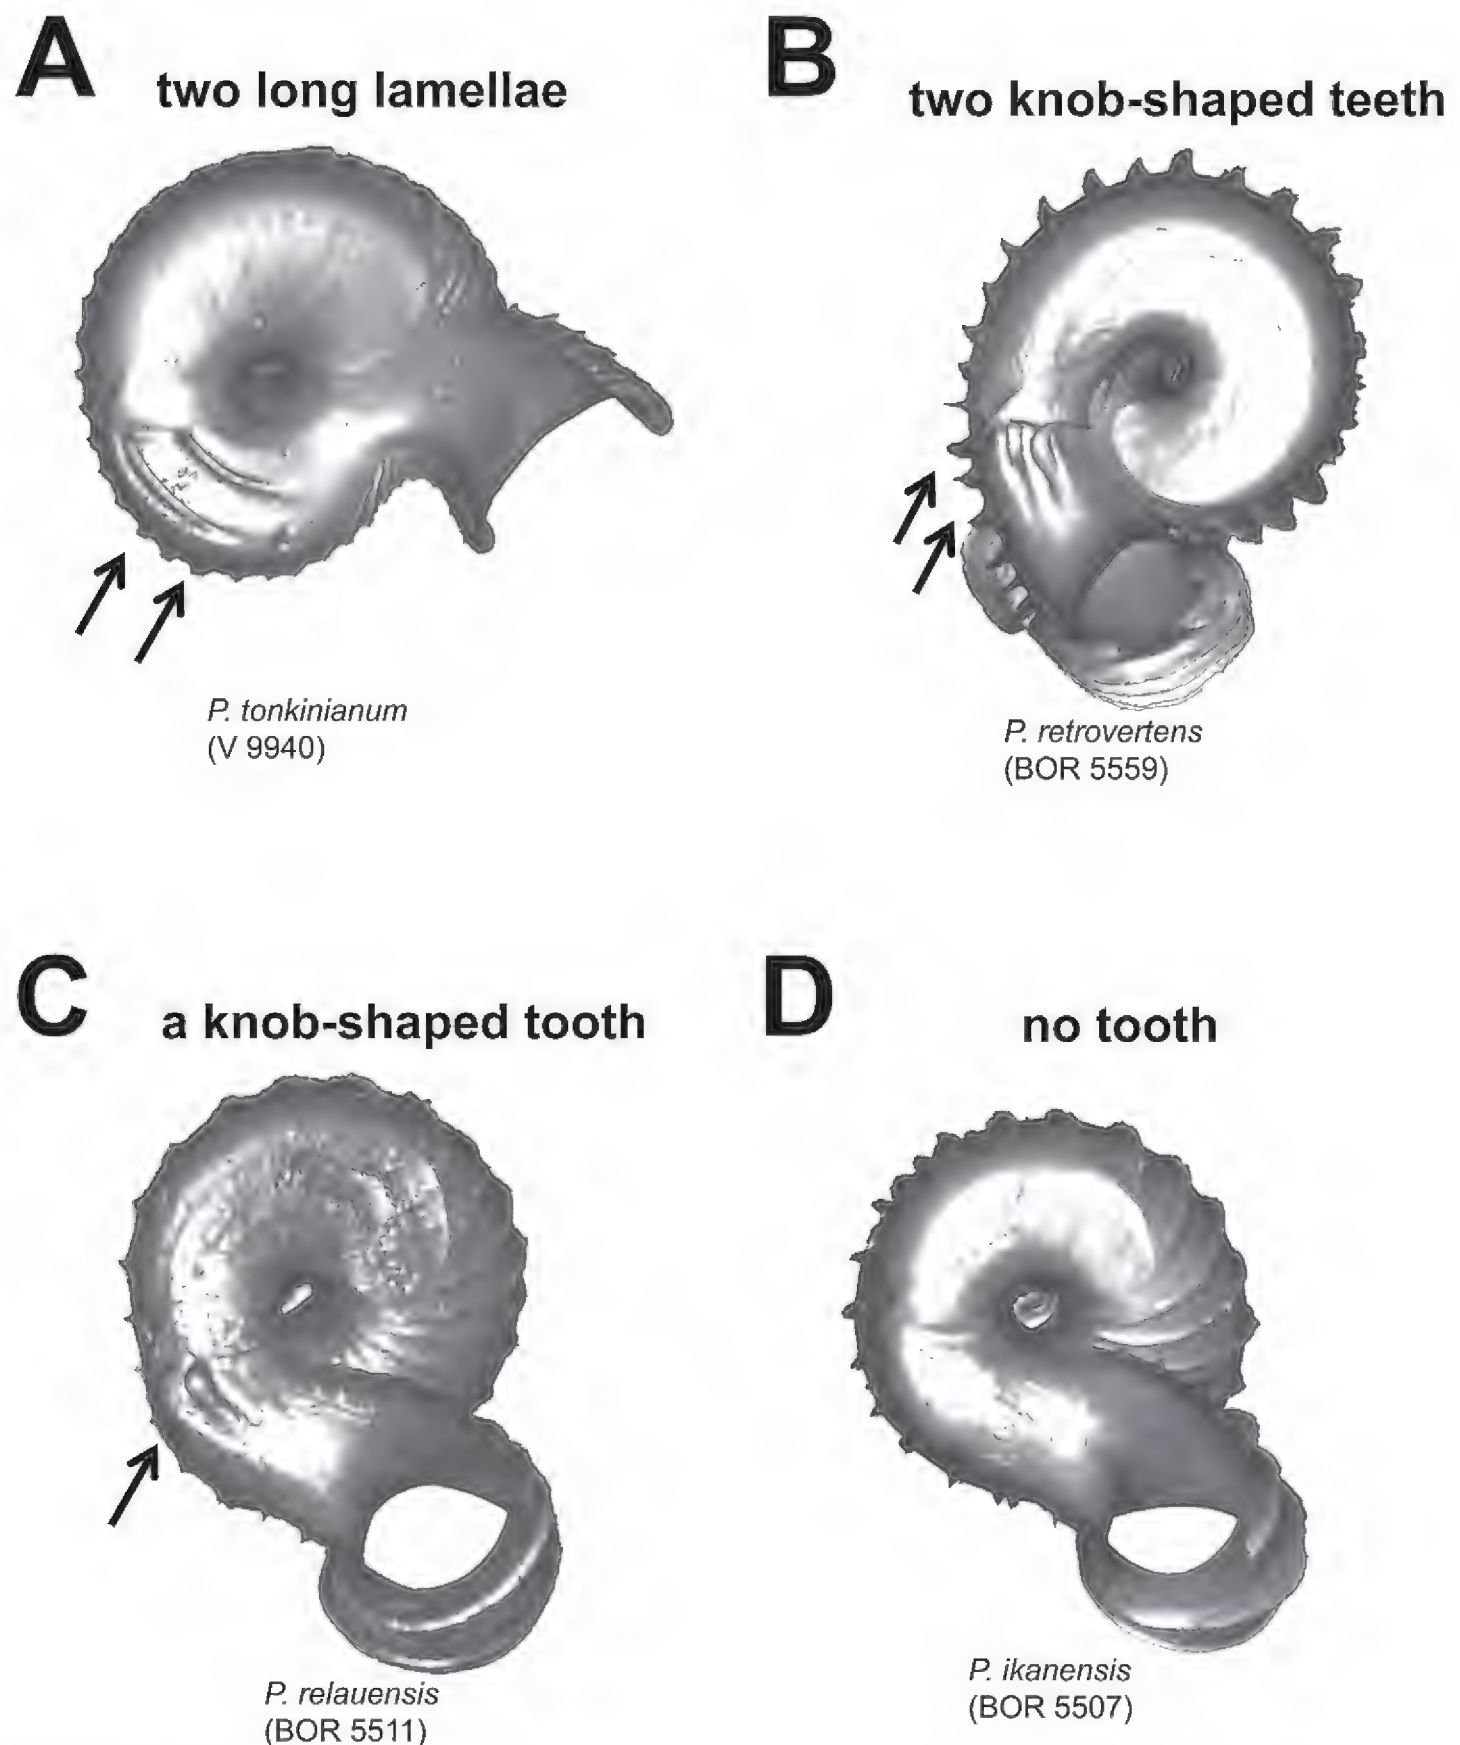 A
two long lamellae
B
two knob-shaped teeth
P. tonkinianum
(V 9940)
P. retrovertens
(BOR 5559)
C
a knob-shaped tooth
D
no tooth
P. relauensis
(BOR 5511)
P. ikanensis
(BOR 5507)